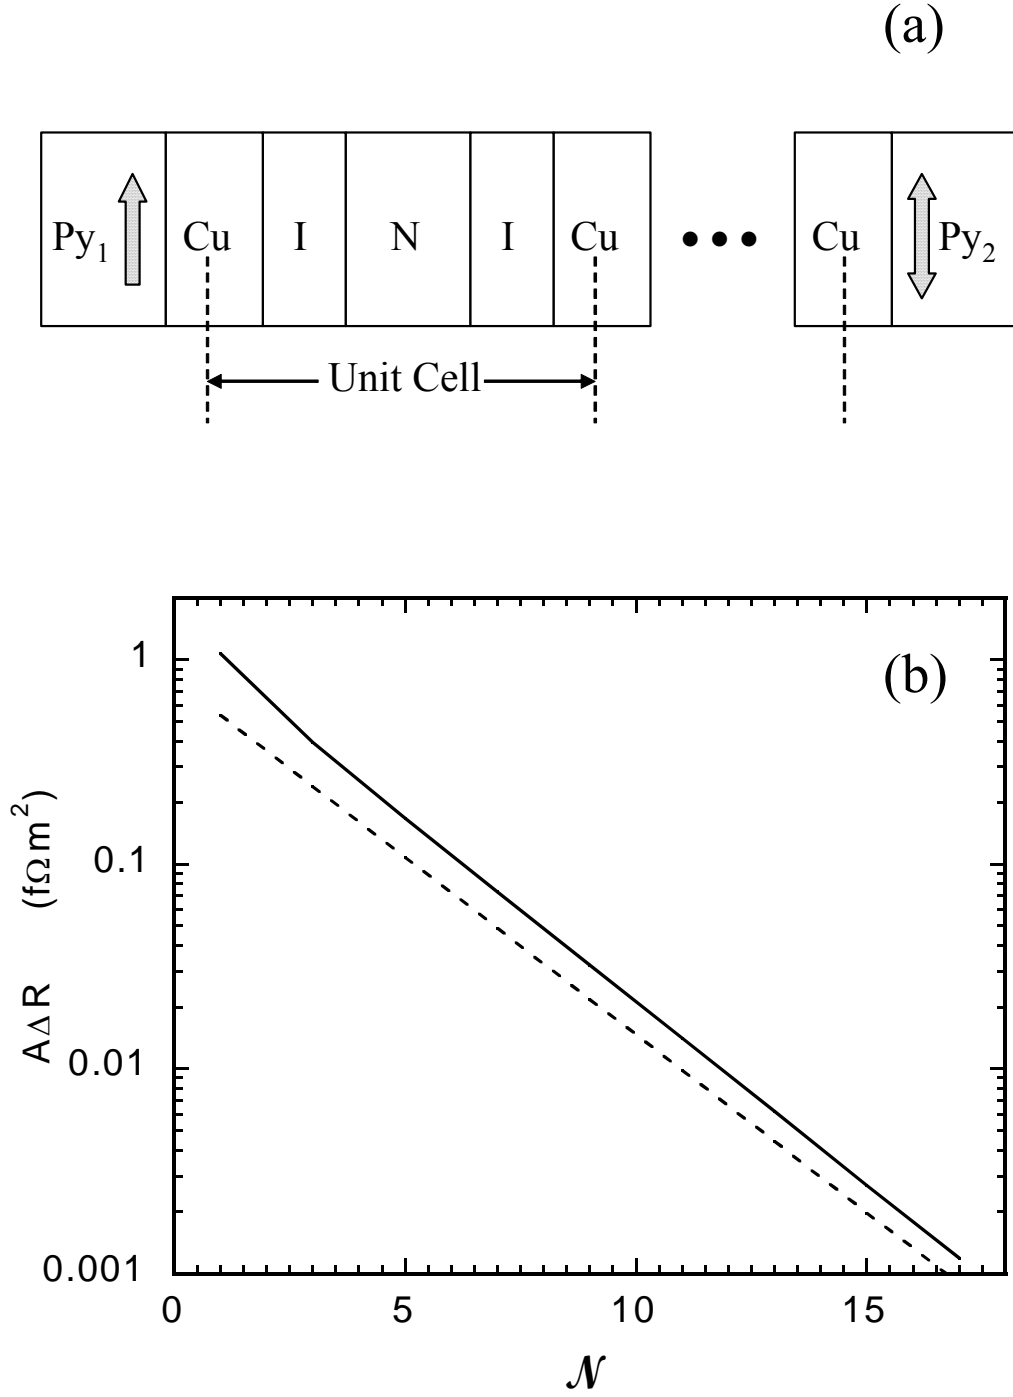 (a)
Py1 Cu I N I Cu ••• Cu Py2
Unit Cell
(b)
1
0.1
0.01
0.001
AΔR (fΩm²)
0 5 10 15
𝒩